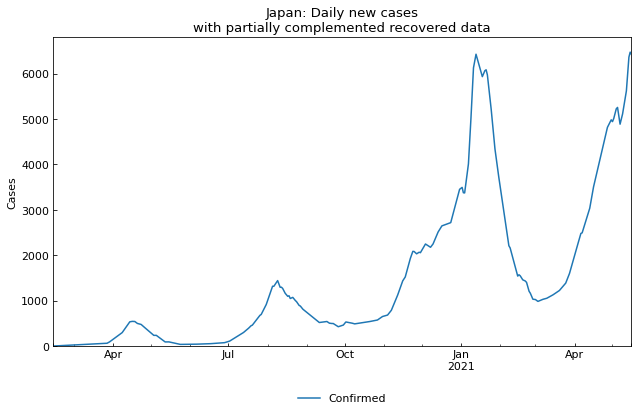 Japan: Daily new cases
with partially complemented recovered data
Cases
6000
5000
4000
3000
2000
1000
0
Apr
Jul
Oct
Jan
2021
Apr
Confirmed